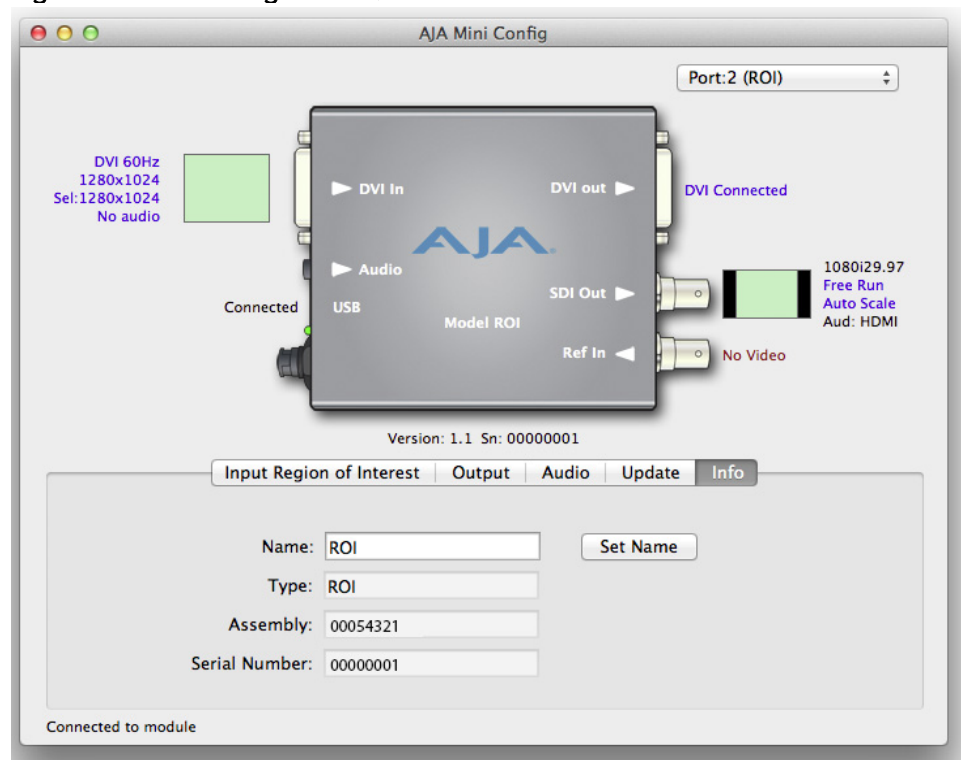 AJA Mini Config
Port:2 (ROI)
DVI 60Hz
1280x1024
Sel:1280x1024
No audio
DVI In
DVI out
DVI Connected
AJA
Audio
Connected
USB
Model ROI
SDI Out
1080i29.97
Free Run
Auto Scale
Aud: HDMI
Ref In
No Video
Version: 1.1 Sn: 00000001
Input Region of Interest Output Audio Update Info
Name: ROI Set Name
Type: ROI
Assembly: 00054321
Serial Number: 00000001
Connected to module